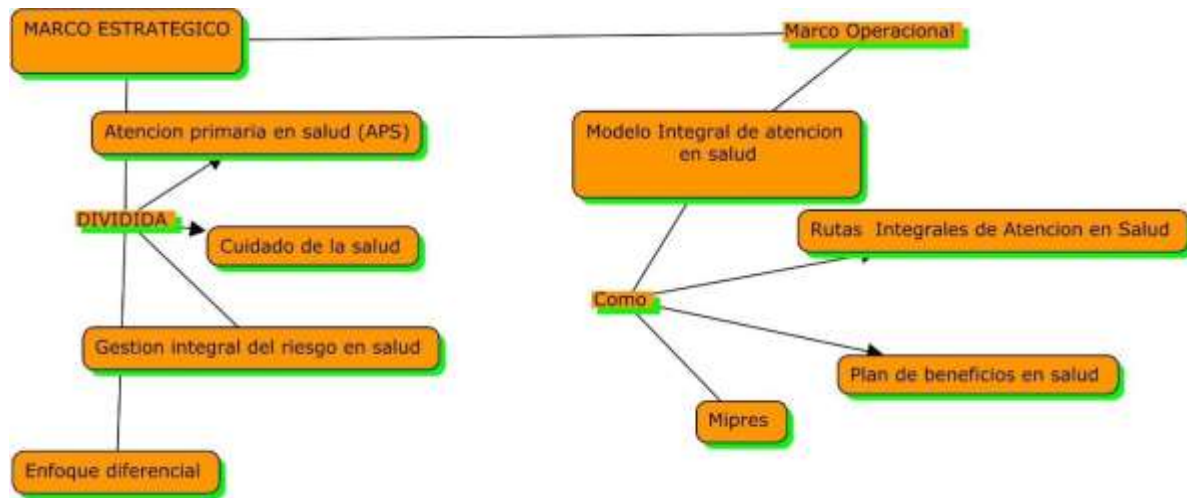 MARCO ESTRATEGICO
Marco Operacional
Atencion primaria en salud (APS)
Modelo Integral de atencion
en salud
DIVIDIDA
Cuidado de la salud
Rutas Integrales de Atencion en Salud
Como
Gestion integral del riesgo en salud
Plan de beneficios en salud
Mipres
Enfoque diferencial